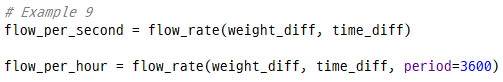 # Example 9
flow_per_second = flow_rate(weight_diff, time_diff)
flow_per_hour = flow_rate(weight_diff, time_diff, period=3600)